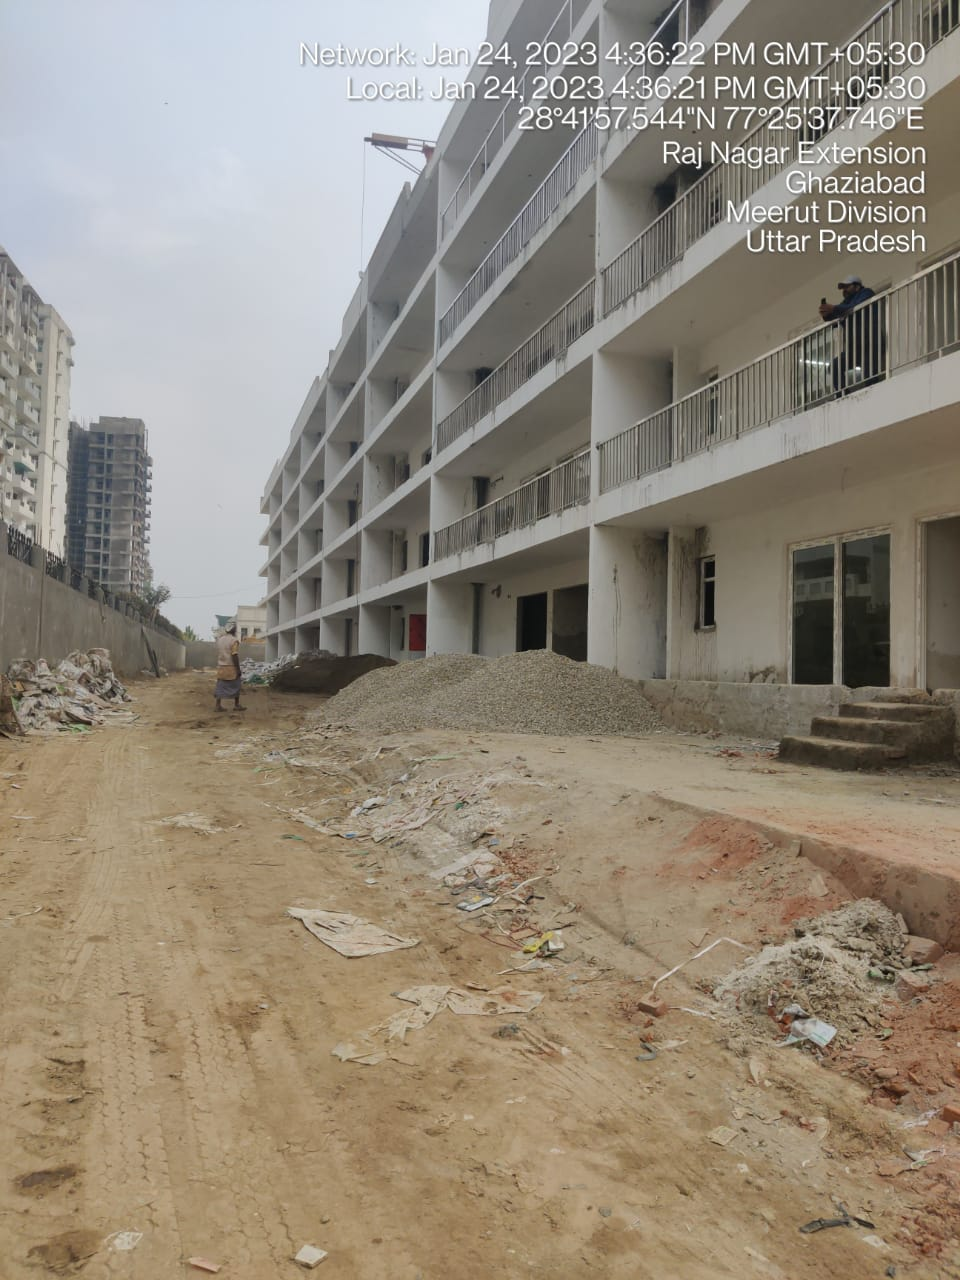 Network: Jan 24, 2023 4:36:22 PM GMT+05:30
Local: Jan 24, 2023 4:36:21 PM GMT+05:30
28°41'57.544"N 77°25'37.746"E
Raj Nagar Extension
Ghaziabad
Meerut Division
Uttar Pradesh